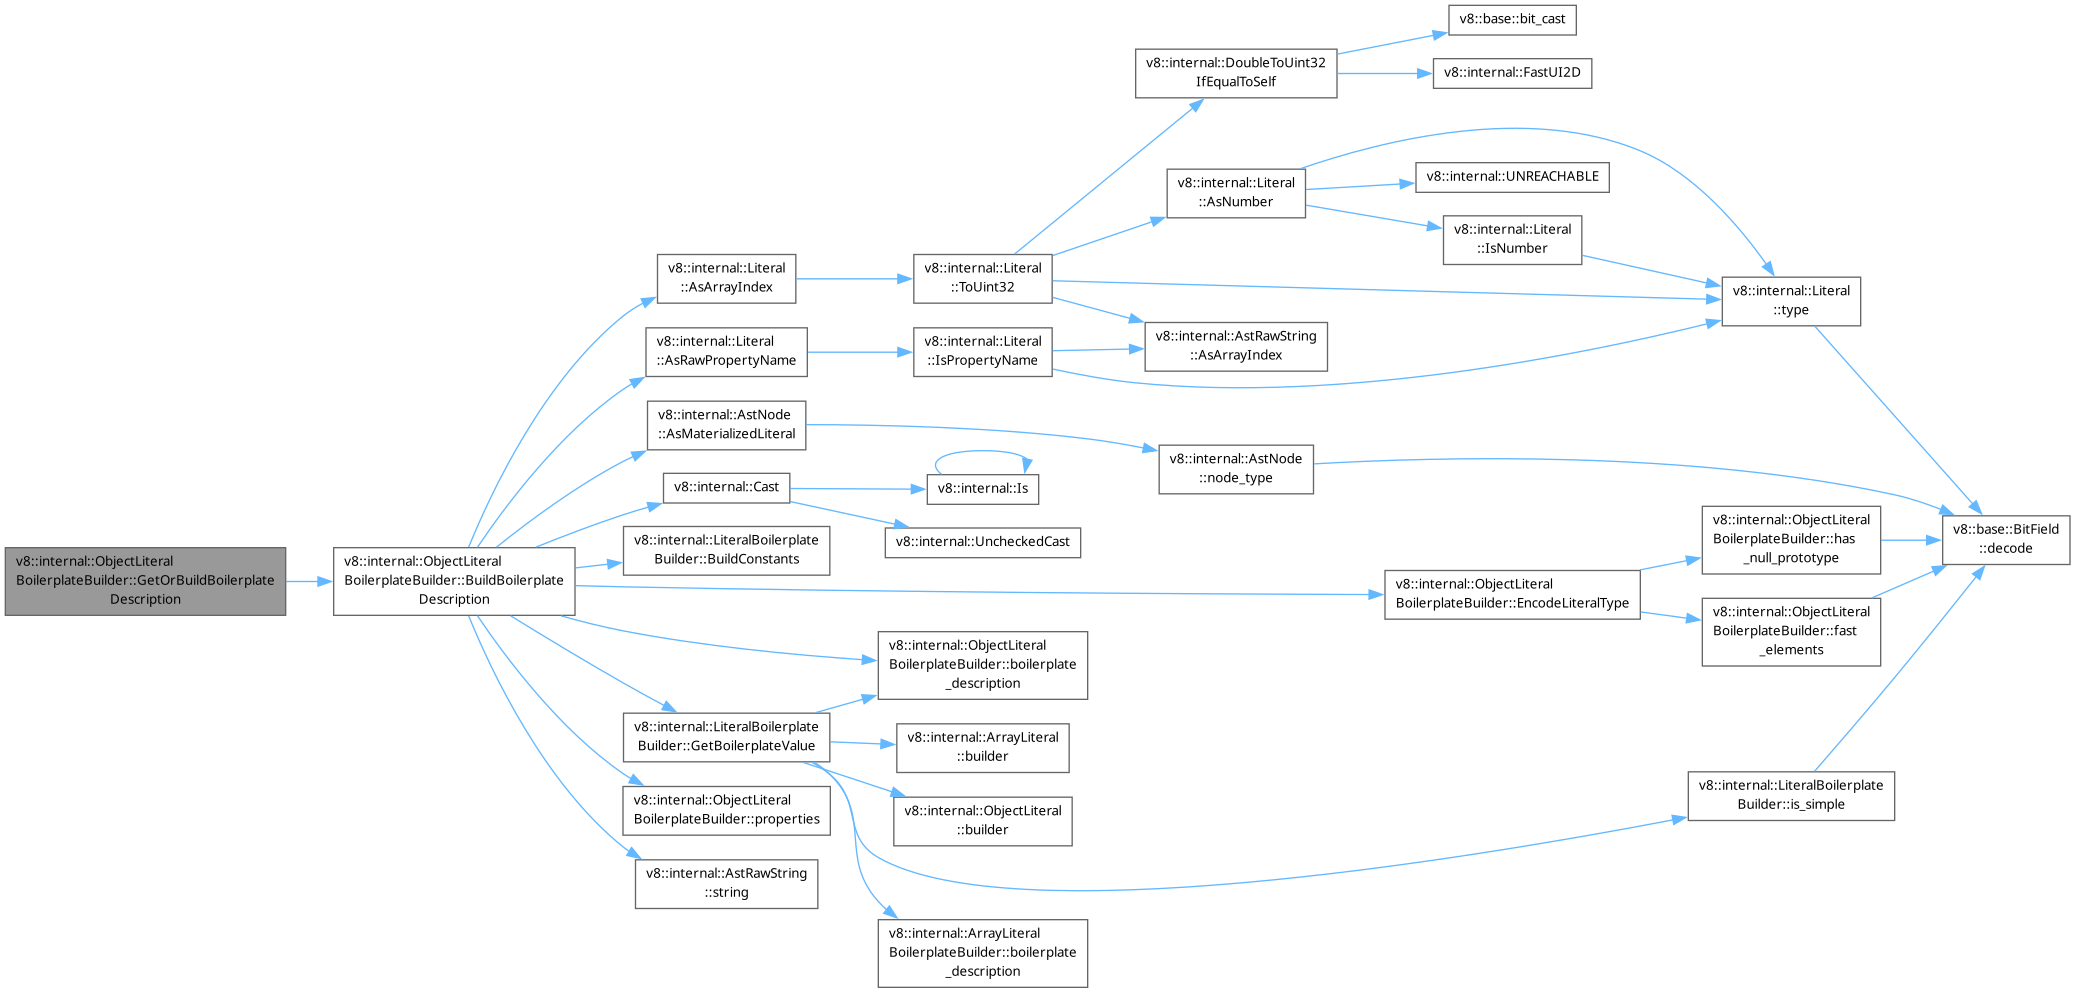 v8::internal::ObjectLiteral
BoilerplateBuilder::GetOrBuildBoilerplate
Description
v8::internal::ObjectLiteral
BoilerplateBuilder::BuildBoilerplate
Description
v8::internal::Literal
::AsArrayIndex
v8::internal::Literal
::AsRawPropertyName
v8::internal::AstNode
::AsMaterializedLiteral
v8::internal::Cast
v8::internal::LiteralBoilerplate
Builder::BuildConstants
v8::internal::LiteralBoilerplate
Builder::GetBoilerplateValue
v8::internal::ObjectLiteral
BoilerplateBuilder::properties
v8::internal::AstRawString
::string
v8::internal::Literal
::ToUint32
v8::internal::Literal
::IsPropertyName
v8::internal::Is
v8::internal::UncheckedCast
v8::internal::ObjectLiteral
BoilerplateBuilder::boilerplate
_description
v8::internal::ArrayLiteral
::builder
v8::internal::ObjectLiteral
::builder
v8::internal::ArrayLiteral
BoilerplateBuilder::boilerplate
_description
v8::internal::DoubleToUint32
IfEqualToSelf
v8::internal::Literal
::AsNumber
v8::internal::AstRawString
::AsArrayIndex
v8::internal::AstNode
::node_type
v8::base::bit_cast
v8::internal::FastUI2D
v8::internal::UNREACHABLE
v8::internal::Literal
::IsNumber
v8::internal::ObjectLiteral
BoilerplateBuilder::EncodeLiteralType
v8::internal::Literal
::type
v8::internal::ObjectLiteral
BoilerplateBuilder::has
_null_prototype
v8::internal::ObjectLiteral
BoilerplateBuilder::fast
_elements
v8::internal::LiteralBoilerplate
Builder::is_simple
v8::base::BitField
::decode